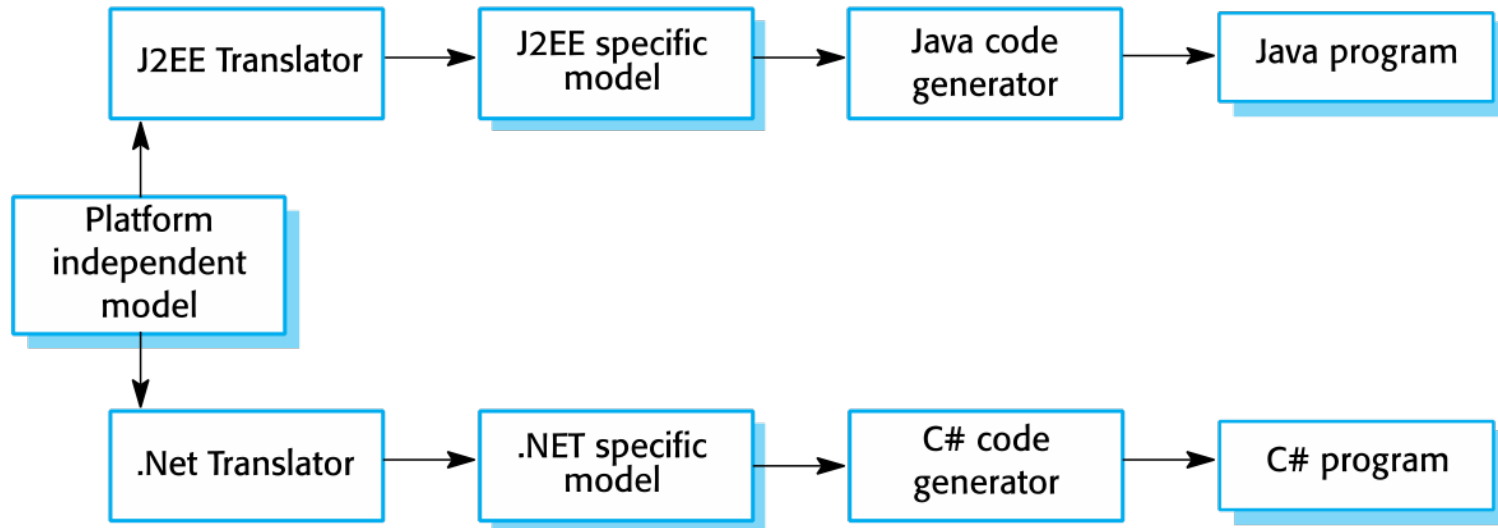 J2EE Translator
J2EE specific
model
Java code
generator
Java program
Platform
independent
model
.Net Translator
.NET specific
model
C# code
generator
C# program